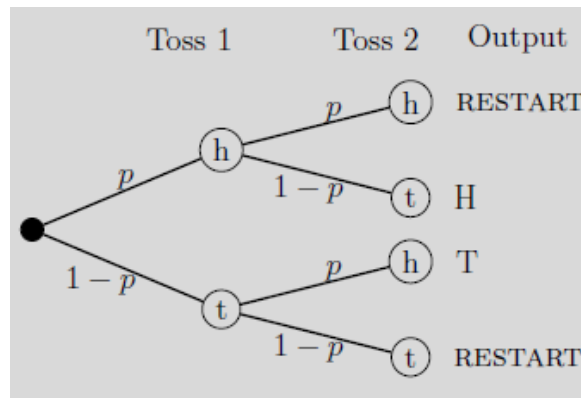 Toss 1 Toss 2 Output
p h RESTART
p h
1 − p t H
1 − p t
p h T
1 − p t RESTART